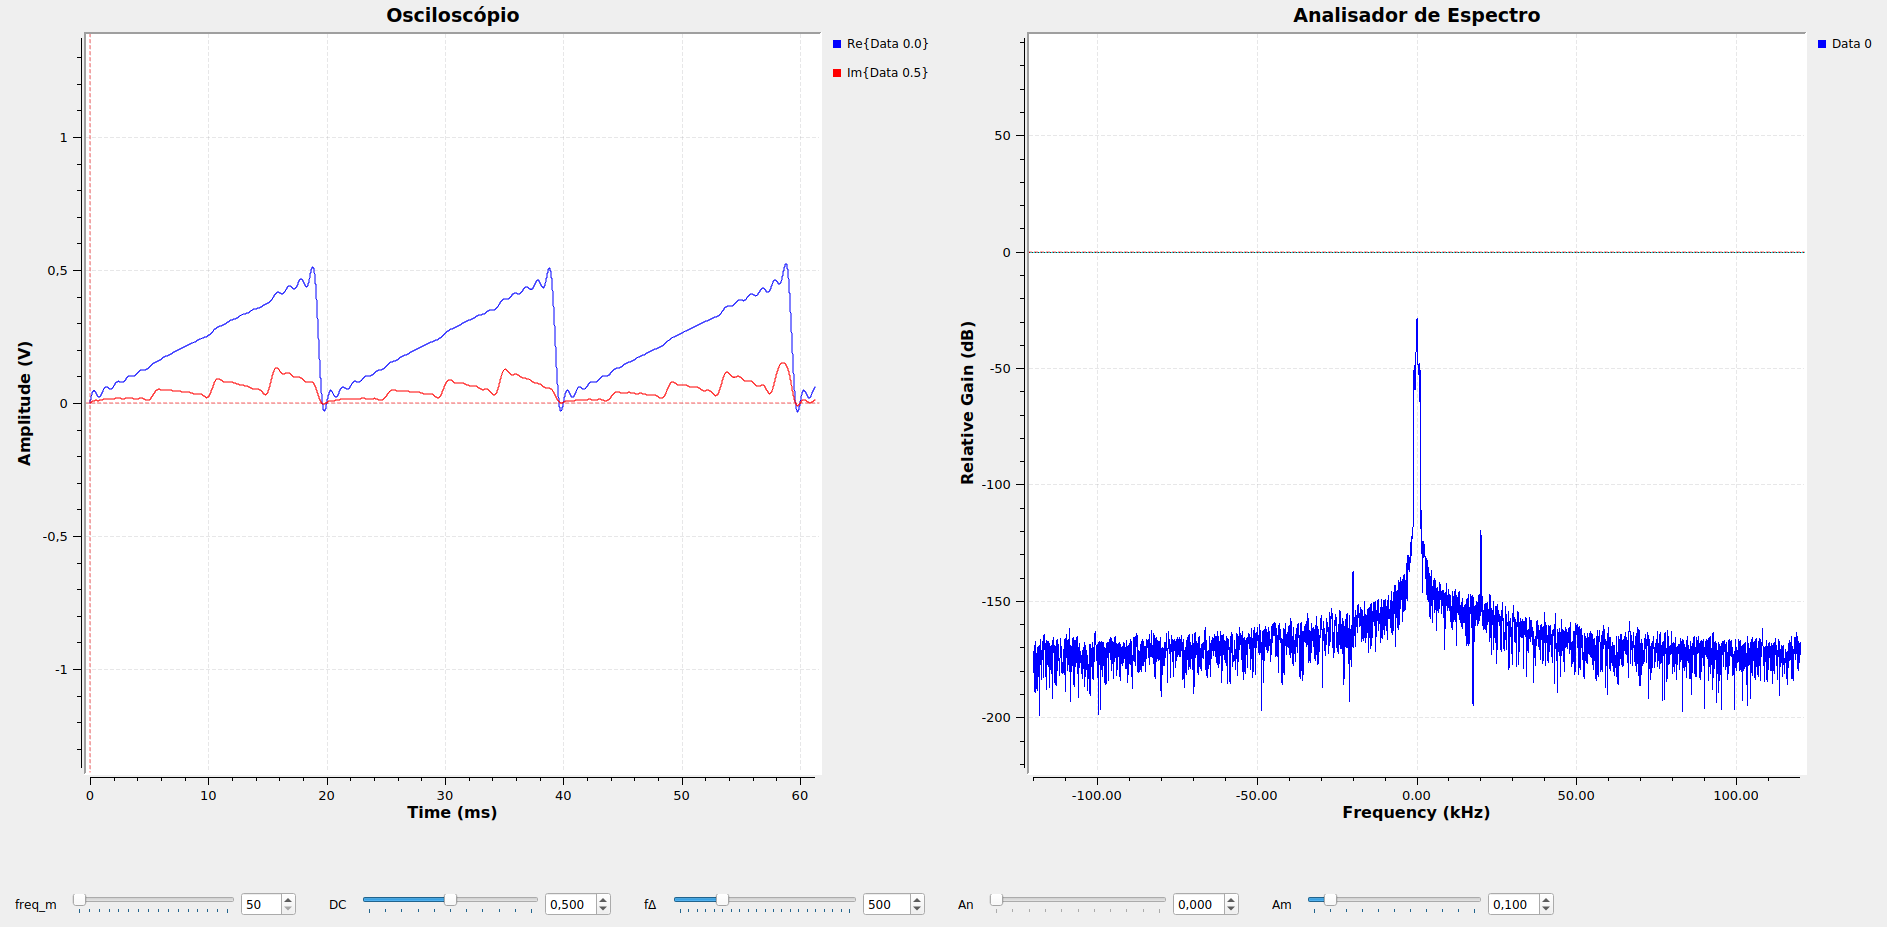 Osciloscópio
Re{Data 0.0}
Im{Data 0.5}
Amplitude (V)
1
0,5
0
-0,5
-1
0
10
20
30
40
50
60
Time (ms)
Analisador de Espectro
Data 0
Relative Gain (dB)
50
0
-50
-100
-150
-200
-100.00
-50.00
0.00
50.00
100.00
Frequency (kHz)
freq_m
50
DC
0,500
fΔ
500
An
0,000
Am
0,100